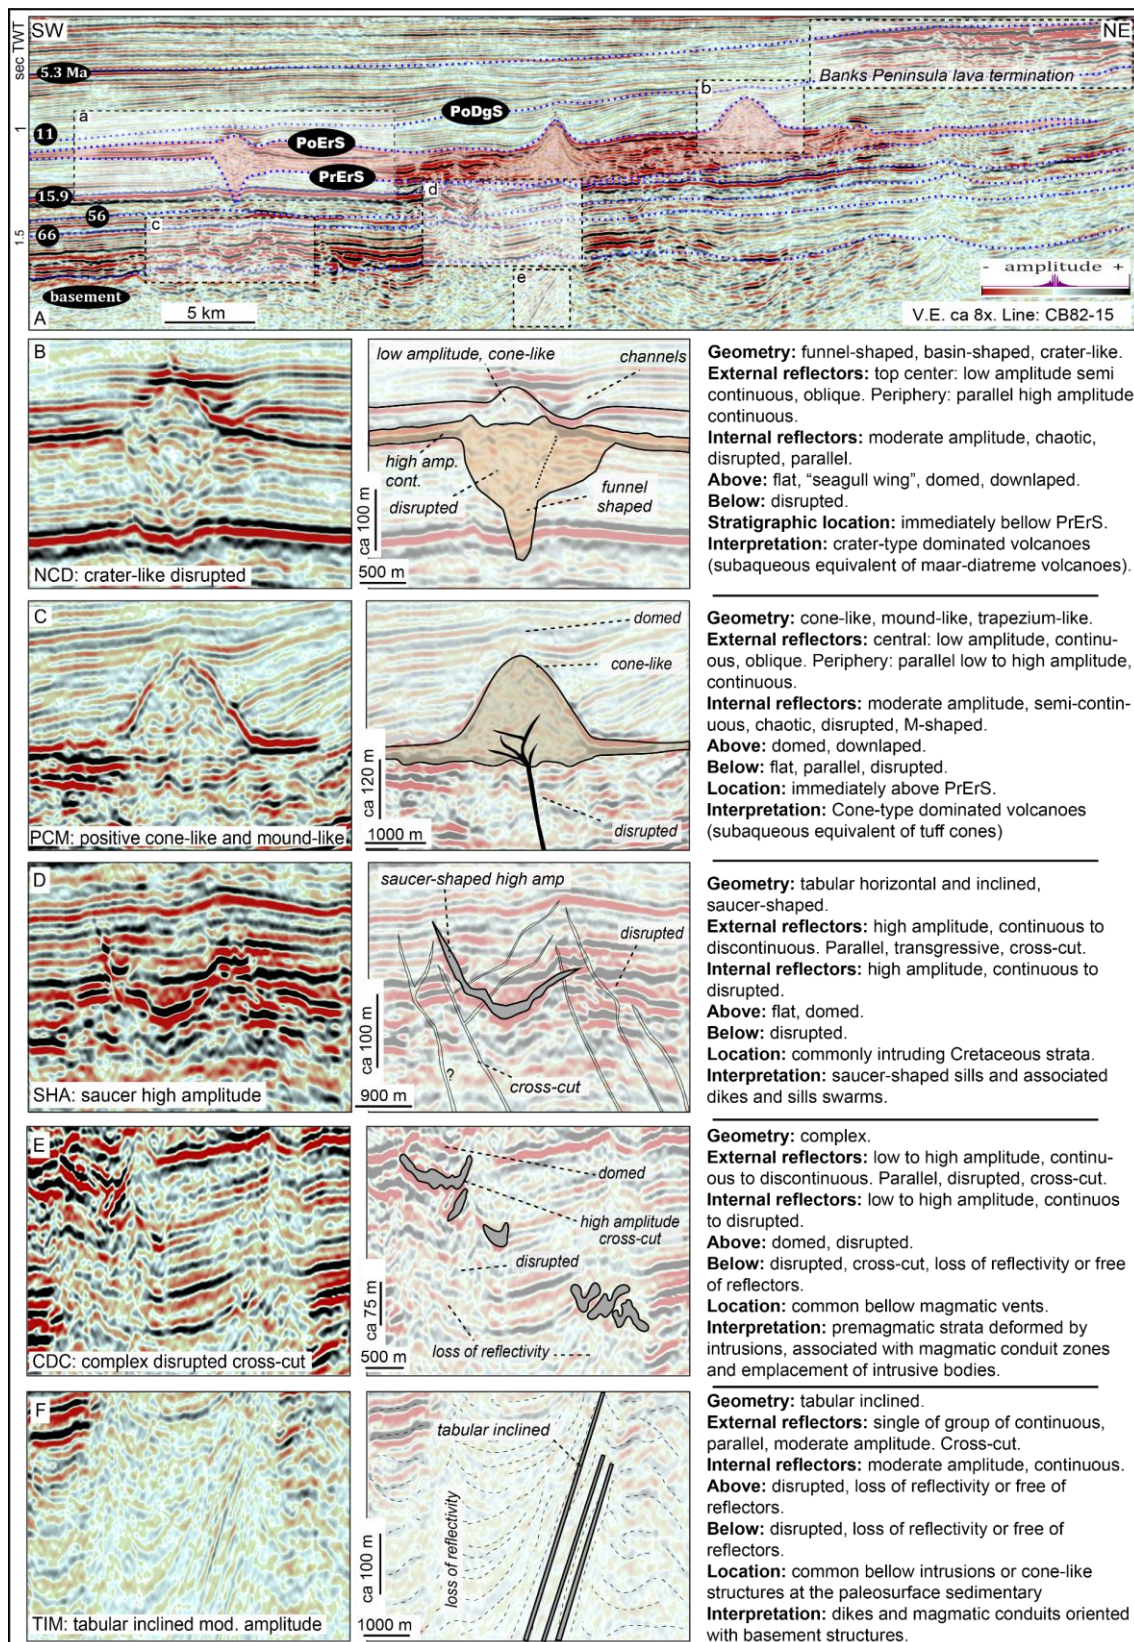 SW
NE
sec TWT
5.3 Ma
Banks Peninsula lava termination
b
PoDgS
a
11
1
PoErS
PrErS
d
15.9
56
c
66
1.5
e
- amplitude +
basement
5 km
V.E. ca 8x. Line: CB82-15
A
B
low amplitude, cone-like
channels
high amp.
cont.
disrupted
funnel
shaped
ca 100 m
500 m
NCD: crater-like disrupted
Geometry: funnel-shaped, basin-shaped, crater-like.
External reflectors: top center: low amplitude semi
continuous, oblique. Periphery: parallel high amplitude
continuous.
Internal reflectors: moderate amplitude, chaotic,
disrupted, parallel.
Above: flat, “seagull wing”, domed, downlaped.
Below: disrupted.
Stratigraphic location: immediately bellow PrErS.
Interpretation: crater-type dominated volcanoes
(subaqueous equivalent of maar-diatreme volcanoes).
C
domed
cone-like
ca 120 m
1000 m
disrupted
PCM: positive cone-like and mound-like
Geometry: cone-like, mound-like, trapezium-like.
External reflectors: central: low amplitude, continu-
ous, oblique. Periphery: parallel low to high amplitude,
continuous.
Internal reflectors: moderate amplitude, semi-contin-
uous, chaotic, disrupted, M-shaped.
Above: domed, downlaped.
Below: flat, parallel, disrupted.
Location: immediately above PrErS.
Interpretation: Cone-type dominated volcanoes
(subaqueous equivalent of tuff cones)
D
saucer-shaped high amp
disrupted
ca 100 m
?
cross-cut
900 m
SHA: saucer high amplitude
Geometry: tabular horizontal and inclined,
saucer-shaped.
External reflectors: high amplitude, continuous to
discontinuous. Parallel, transgressive, cross-cut.
Internal reflectors: high amplitude, continuous to
disrupted.
Above: flat, domed.
Below: disrupted.
Location: commonly intruding Cretaceous strata.
Interpretation: saucer-shaped sills and associated
dikes and sills swarms.
E
domed
high amplitude
cross-cut
disrupted
ca 75 m
loss of reflectivity
500 m
CDC: complex disrupted cross-cut
Geometry: complex.
External reflectors: low to high amplitude, continu-
ous to discontinuous. Parallel, disrupted, cross-cut.
Internal reflectors: low to high amplitude, continuos
to disrupted.
Above: domed, disrupted.
Below: disrupted, cross-cut, loss of reflectivity or free
of reflectors.
Location: common bellow magmatic vents.
Interpretation: premagmatic strata deformed by
intrusions, associated with magmatic conduit zones
and emplacement of intrusive bodies.
F
tabular inclined
loss of reflectivity
ca 100 m
1000 m
TIM: tabular inclined mod. amplitude
Geometry: tabular inclined.
External reflectors: single of group of continuous,
parallel, moderate amplitude. Cross-cut.
Internal reflectors: moderate amplitude, continuous.
Above: disrupted, loss of reflectivity or free of
reflectors.
Below: disrupted, loss of reflectivity or free of
reflectors.
Location: common bellow intrusions or cone-like
structures at the paleosurface sedimentary
Interpretation: dikes and magmatic conduits oriented
with basement structures.